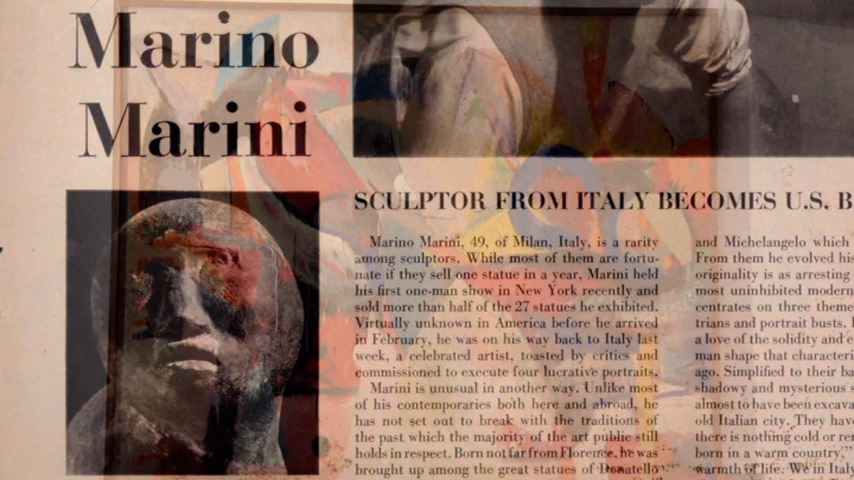 Marino
Marini
SCULPTOR FROM ITALY BECOMES U.S. B
Marino Marini, 49, of Milan, Italy, is a rarity
among sculptors. While most of them are fortu-
nate if they sell one statue in a year, Marini held
his first one-man show in New York recently and
sold more than half of the 27 statues he exhibited.
Virtually unknown in America before he arrived
in February, he was on his way back to Italy last
week, a celebrated artist, toasted by critics and
commissioned to execute four lucrative portraits.
Marini is unusual in another way. Unlike most
of his contemporaries both here and abroad, he
has not set out to break with the traditions of
the past which the majority of the art public still
holds in respect. Born not far from Florence, he was
brought up among the great statues of Donatello
and Michelangelo which
From them he evolved his
originality is as arresting
most uninhibited modern
centrates on three theme
trians and portrait busts.
a love of the solidity and
man shape that characteri
ago. Simplified to their ba
shadowy and mysterious s
almost to have been excava
old Italian city. They have
there is nothing cold or re
born in a warm country,"
warmth of life. We in Italy